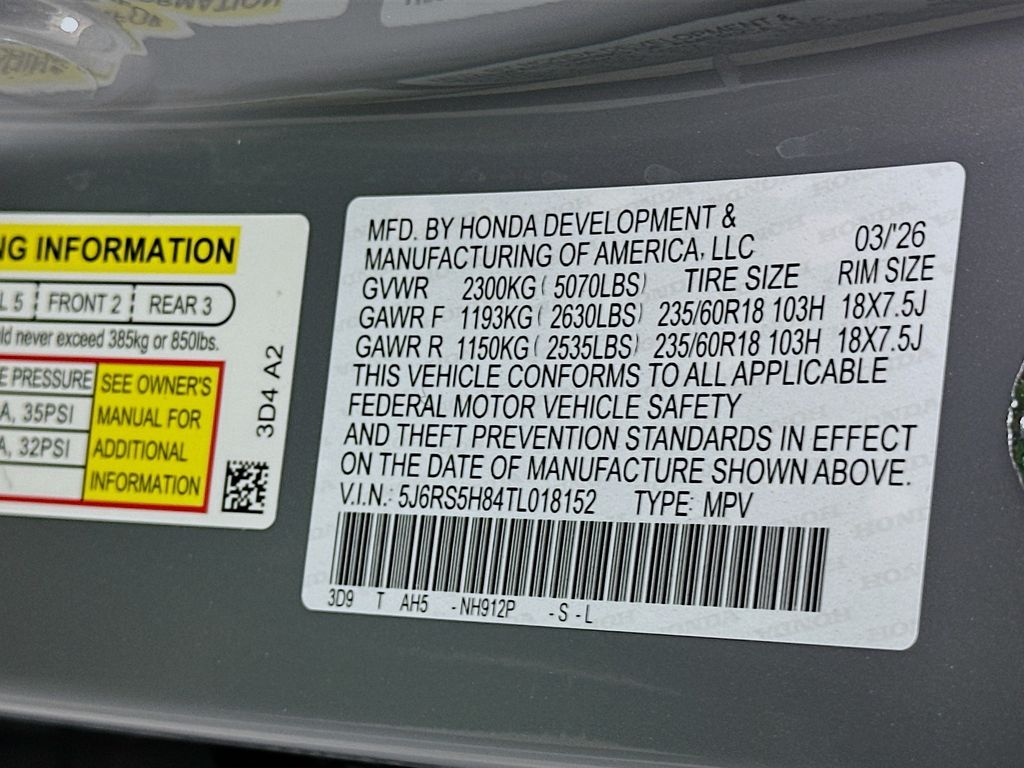 NG INFORMATION
L 5 FRONT 2 REAR 3
never exceed 385kg or 850lbs.
E PRESSURE
A, 35PSI
A, 32PSI
SEE OWNER'S
MANUAL FOR
ADDITIONAL
INFORMATION
3D4 A2
MFD. BY HONDA DEVELOPMENT &
MANUFACTURING OF AMERICA, LLC 03/'26
GVWR 2300KG ( 5070LBS) TIRE SIZE RIM SIZE
GAWR F 1193KG ( 2630LBS) 235/60R18 103H 18X7.5J
GAWR R 1150KG ( 2535LBS) 235/60R18 103H 18X7.5J
THIS VEHICLE CONFORMS TO ALL APPLICABLE
FEDERAL MOTOR VEHICLE SAFETY
AND THEFT PREVENTION STANDARDS IN EFFECT
ON THE DATE OF MANUFACTURE SHOWN ABOVE.
V.I.N.: 5J6RS5H84TL018152 TYPE: MPV
3D9 T AH5 -NH912P -S -L